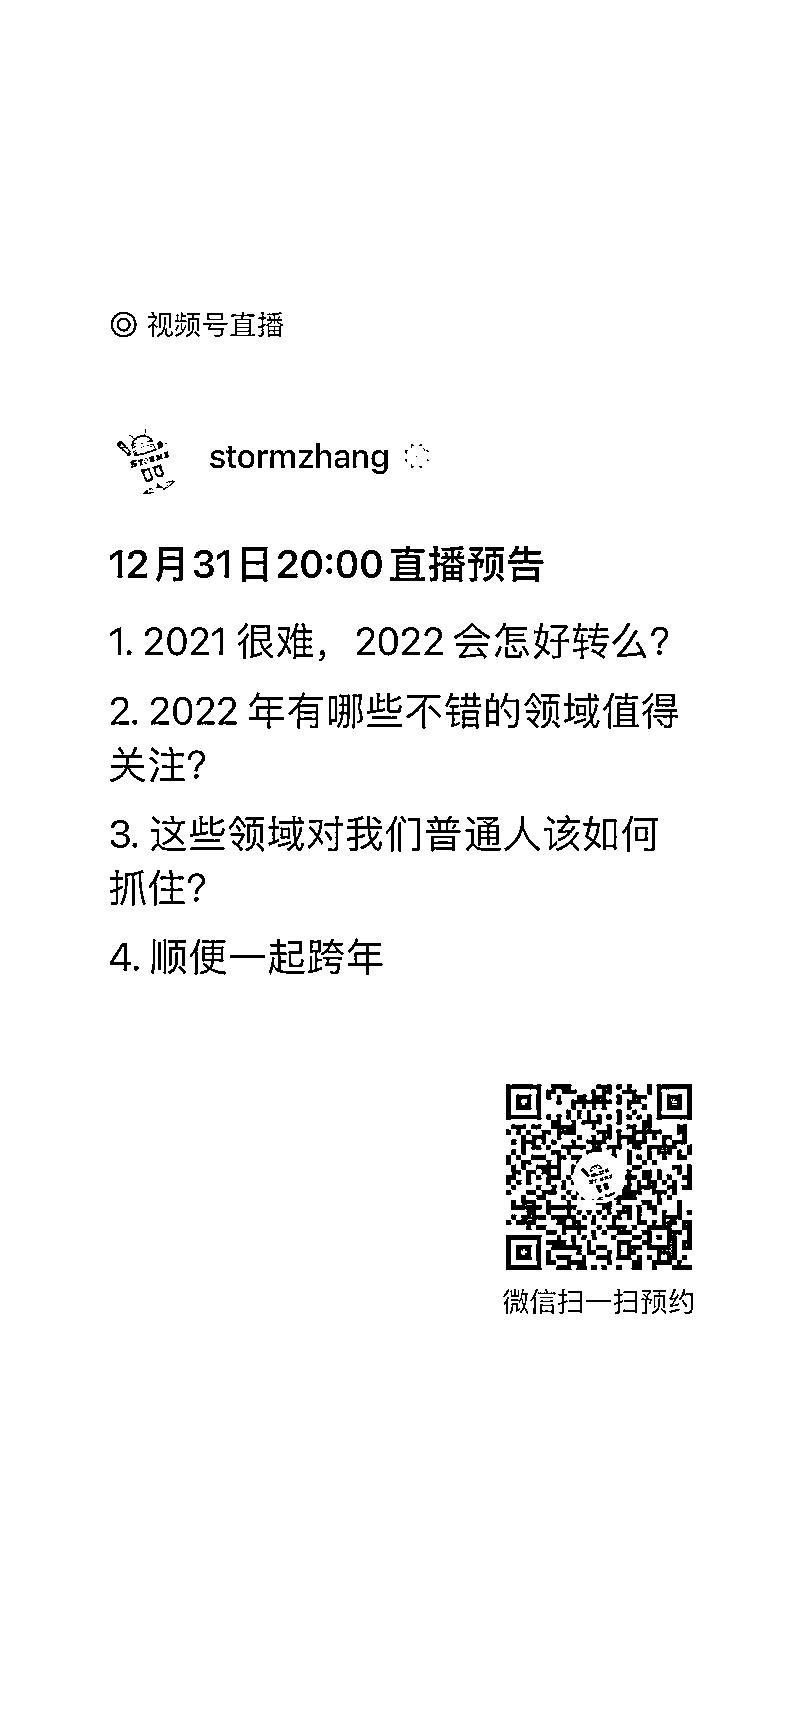 视频号直播
STORMZ
stormzhang
12月31日20:00直播预告
1. 2021 很难，2022 会怎好转么？
2. 2022 年有哪些不错的领域值得
关注？
3. 这些领域对我们普通人该如何
抓住？
4. 顺便一起跨年
微信扫一扫预约